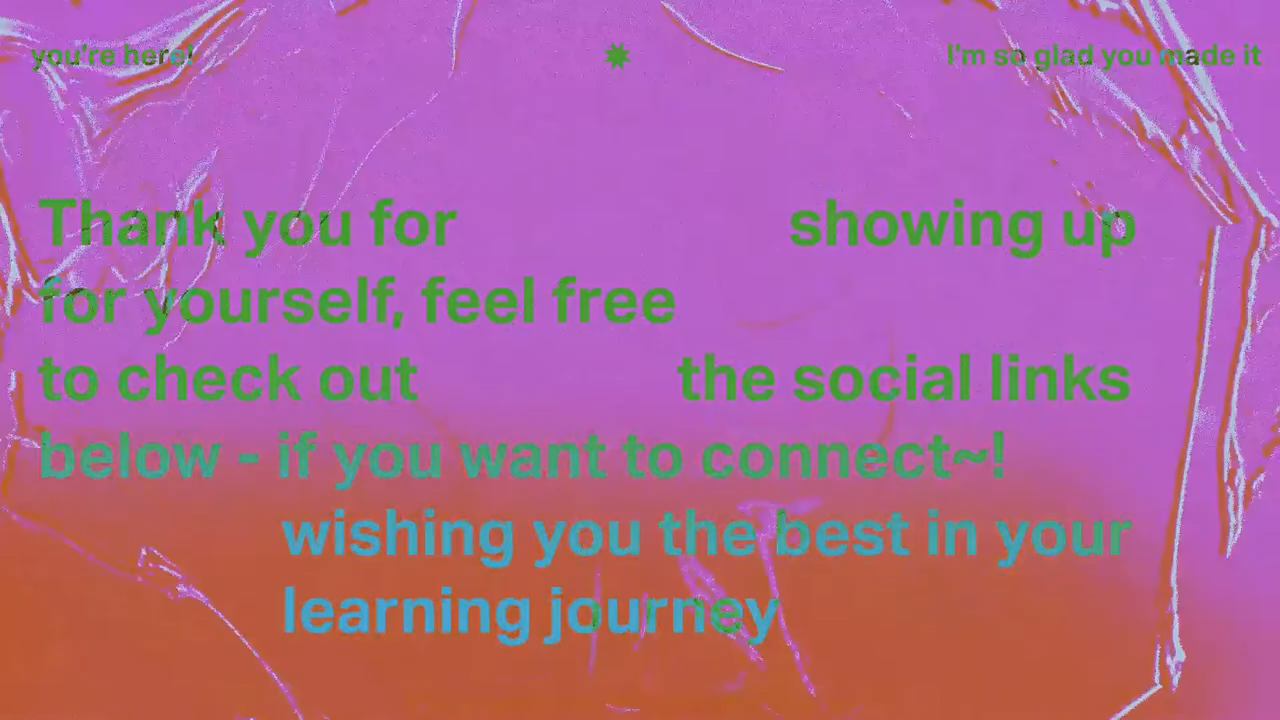 you're here!
I'm so glad you made it
Thank you for showing up
for yourself, feel free
to check out the social links
below - if you want to connect~!
wishing you the best in your
learning journey